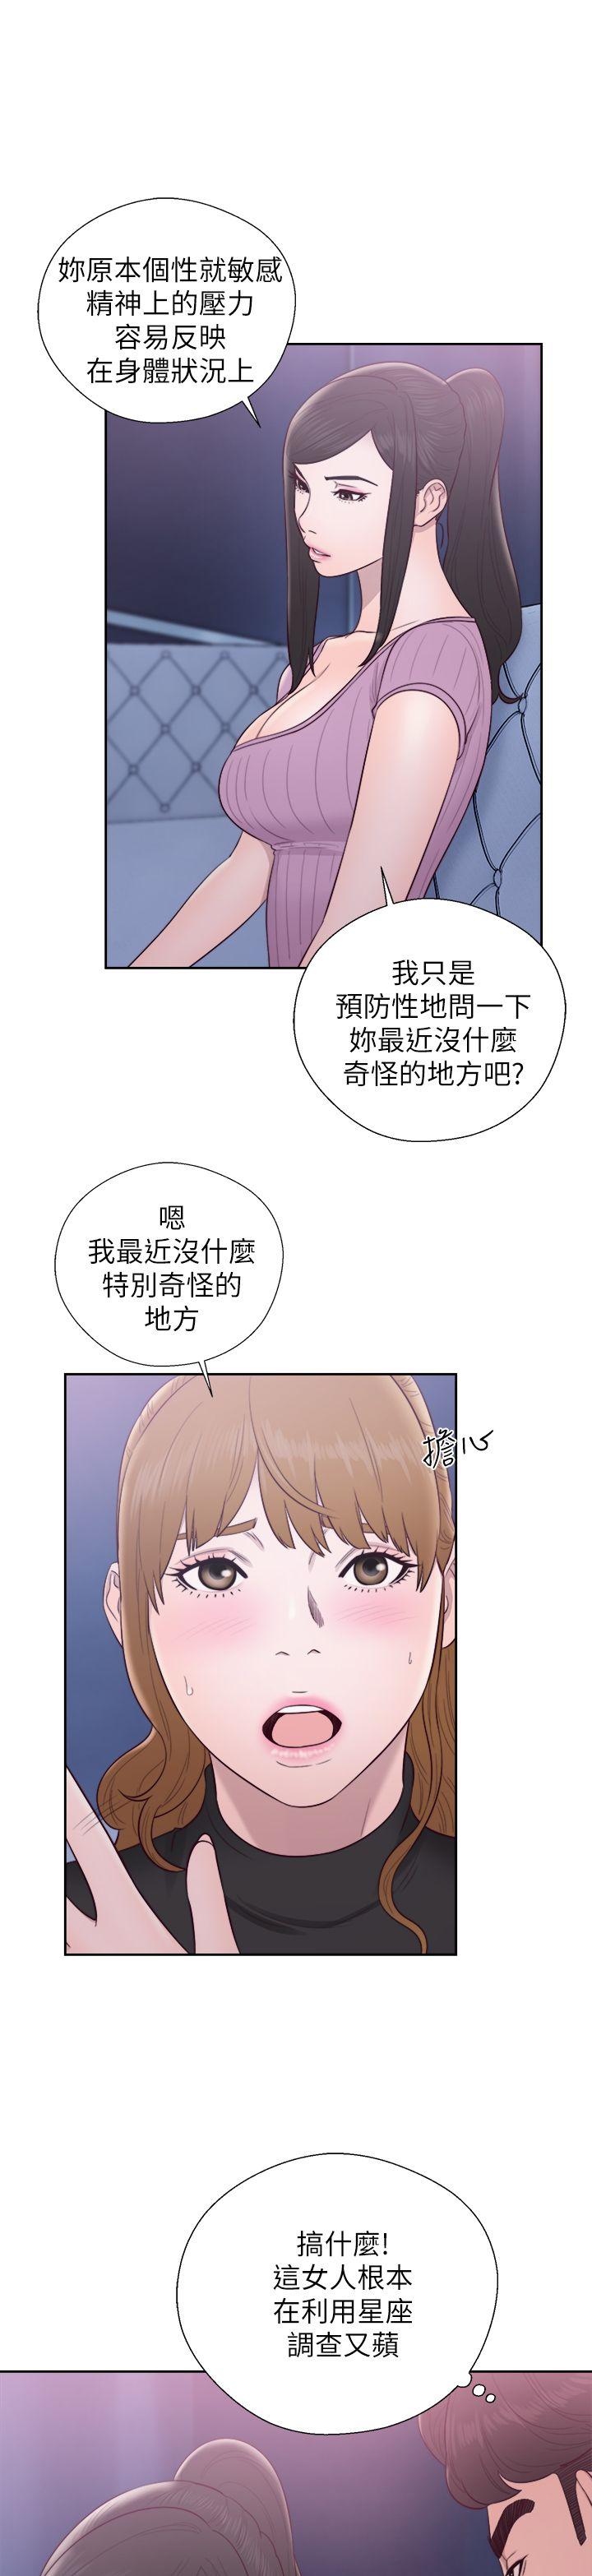 妳原本個性就敏感
精神上的壓力
容易反映
在身體狀況上
我只是
預防性地問一下
妳最近沒什麼
奇怪的地方吧?
嗯
我最近沒什麼
特別奇怪的
地方
擔心
搞什麼!
這女人根本
在利用星座
調查又蘋